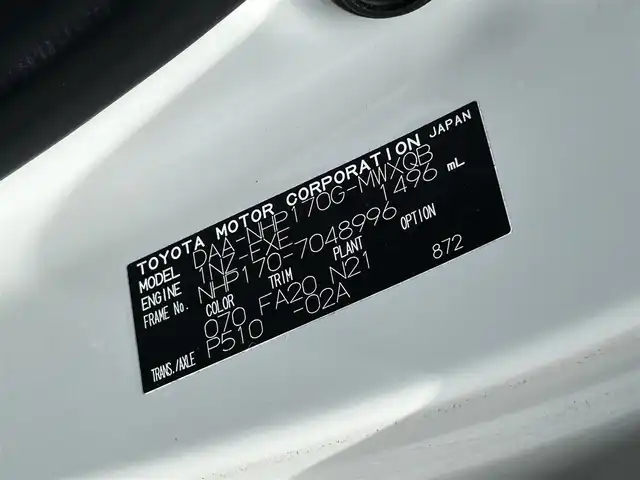 TOYOTA MOTOR CORPORATION JAPAN
MODEL DAA-NHP170G-MWXQB
ENGINE 1NZ-EXE 1496 mL
FRAME No. NHP170-7048996
COLOR TRIM PLANT OPTION
070 FA20 N21 872
TRANS./AXLE P510 -02A